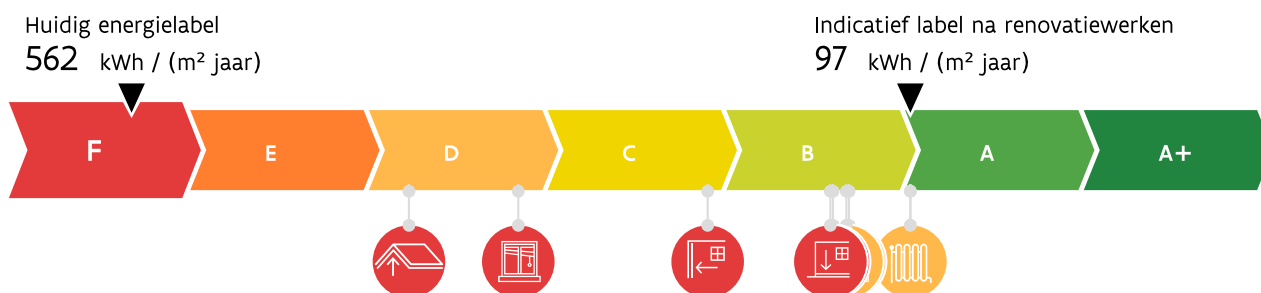 Huidig energielabel
562 kWh / (m² jaar)
Indicatief label na renovatiewerken
97 kWh / (m² jaar)
F E D C B A A+